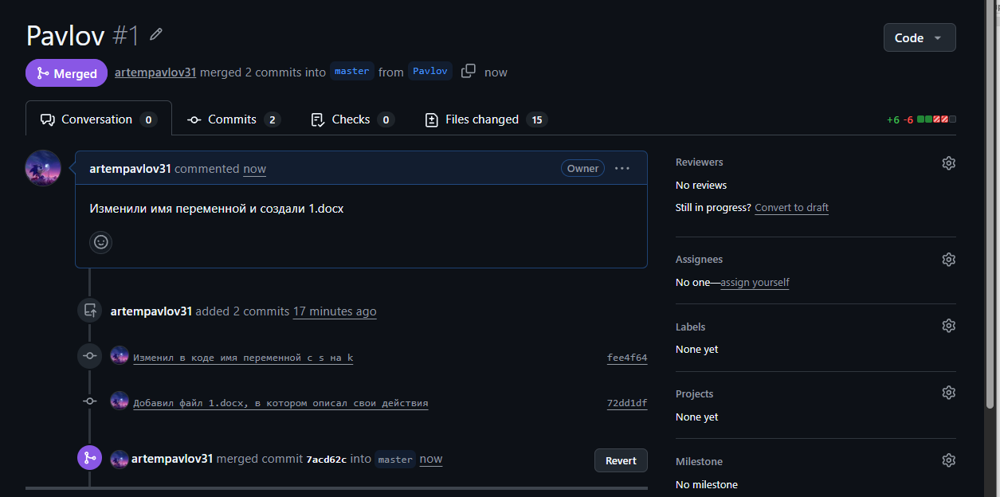 Pavlov #1
Code
Merged artempavlov31 merged 2 commits into master from Pavlov now
Conversation 0 Commits 2 Checks 0 Files changed 15
+6 -6
artempavlov31 commented now Owner
Изменили имя переменной и создали 1.docx
artempavlov31 added 2 commits 17 minutes ago
Изменил в коде имя переменной с s на k fee4f64
Добавил файл 1.docx, в котором описал свои действия 72dd1df
artempavlov31 merged commit 7acd62c into master now Revert
Reviewers
No reviews
Still in progress? Convert to draft
Assignees
No one—assign yourself
Labels
None yet
Projects
None yet
Milestone
No milestone